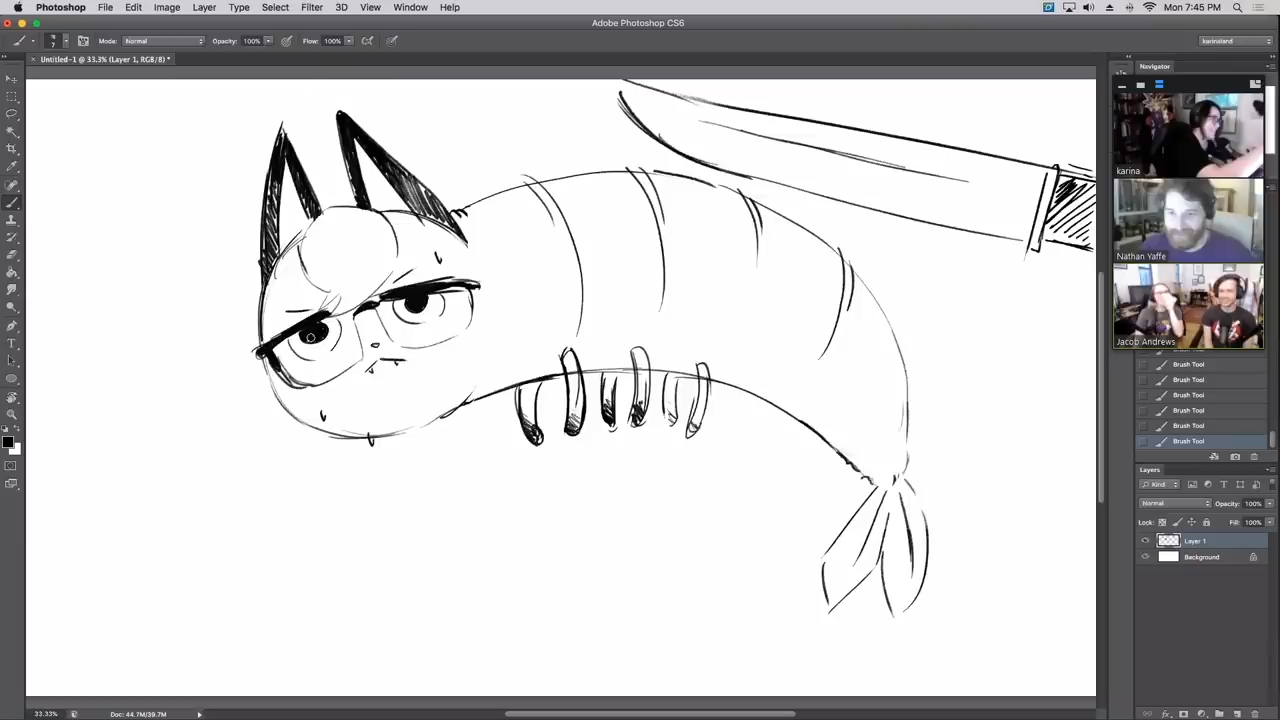 Photoshop File Edit Image Layer Type Select Filter 3D View Window Help Mon 7:45 PM
Adobe Photoshop CS6
7 Mode: Normal Opacity: 100% Flow: 100% karinsland
× Untitled-1 @ 33.3% (Layer 1, RGB/8) *
Navigator
karina
Nathan Yaffe
Jacob Andrews
Brush Tool
Brush Tool
Brush Tool
Brush Tool
Brush Tool
Brush Tool
Layers
Kind
Normal Opacity: 100%
Lock: Fill: 100%
Layer 1
Background
33.33% Doc: 44.7M/39.7M